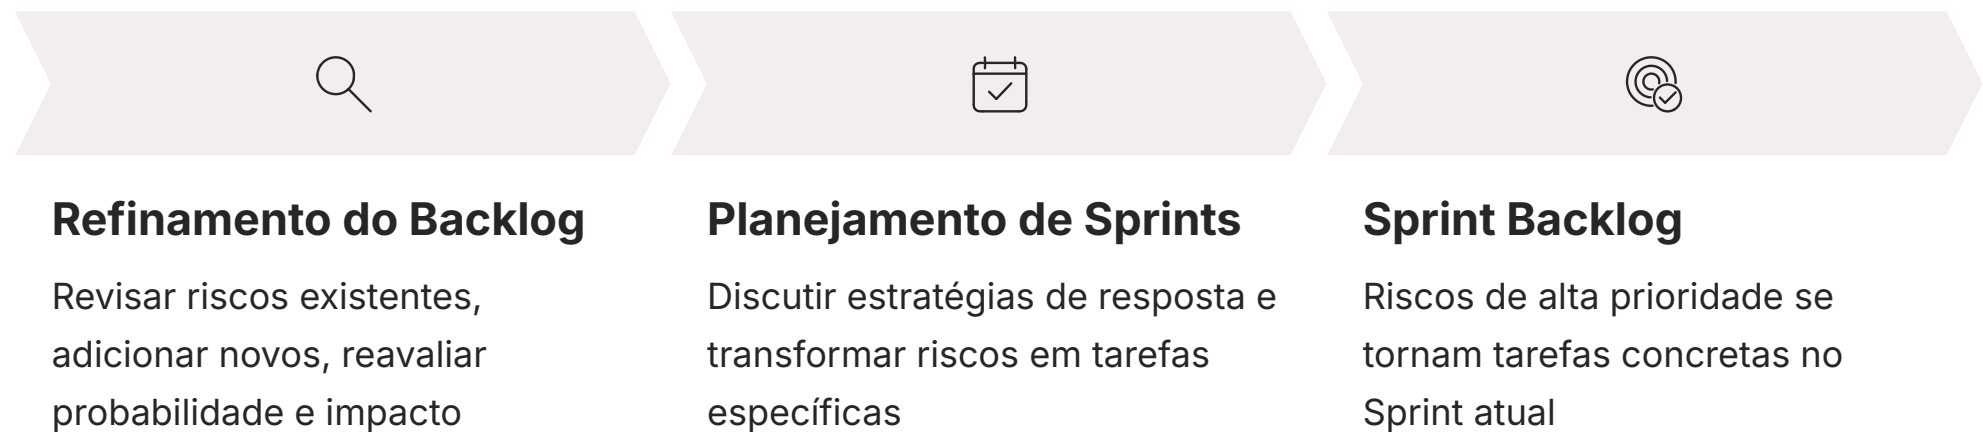 Refinamento do Backlog
Revisar riscos existentes,
adicionar novos, reavaliar
probabilidade e impacto
Planejamento de Sprints
Discutir estratégias de resposta e
transformar riscos em tarefas
específicas
Sprint Backlog
Riscos de alta prioridade se
tornam tarefas concretas no
Sprint atual